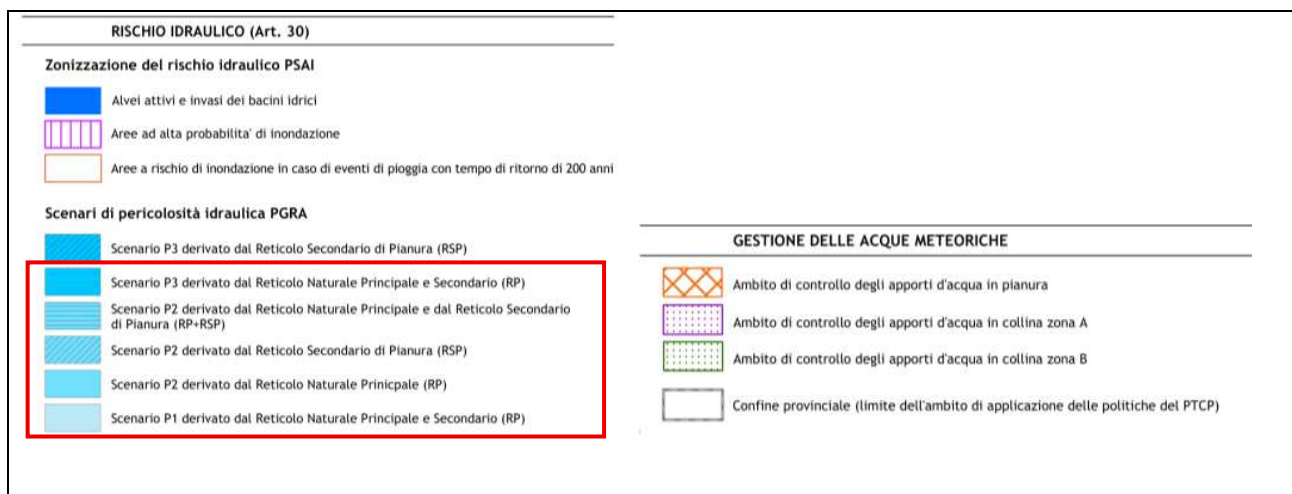 RISCHIO IDRAULICO (Art. 30)
Zonizzazione del rischio idraulico PSAI
Alvei attivi e invasi dei bacini idrici
Aree ad alta probabilita' di inondazione
Aree a rischio di inondazione in caso di eventi di pioggia con tempo di ritorno di 200 anni
Scenari di pericolosità idraulica PGRA
Scenario P3 derivato dal Reticolo Secondario di Pianura (RSP)
Scenario P3 derivato dal Reticolo Naturale Principale e Secondario (RP)
Scenario P2 derivato dal Reticolo Naturale Principale e dal Reticolo Secondario
di Pianura (RP+RSP)
Scenario P2 derivato dal Reticolo Secondario di Pianura (RSP)
Scenario P2 derivato dal Reticolo Naturale Prinicpale (RP)
Scenario P1 derivato dal Reticolo Naturale Principale e Secondario (RP)
GESTIONE DELLE ACQUE METEORICHE
Ambito di controllo degli apporti d'acqua in pianura
Ambito di controllo degli apporti d'acqua in collina zona A
Ambito di controllo degli apporti d'acqua in collina zona B
Confine provinciale (limite dell'ambito di applicazione delle politiche del PTCP)